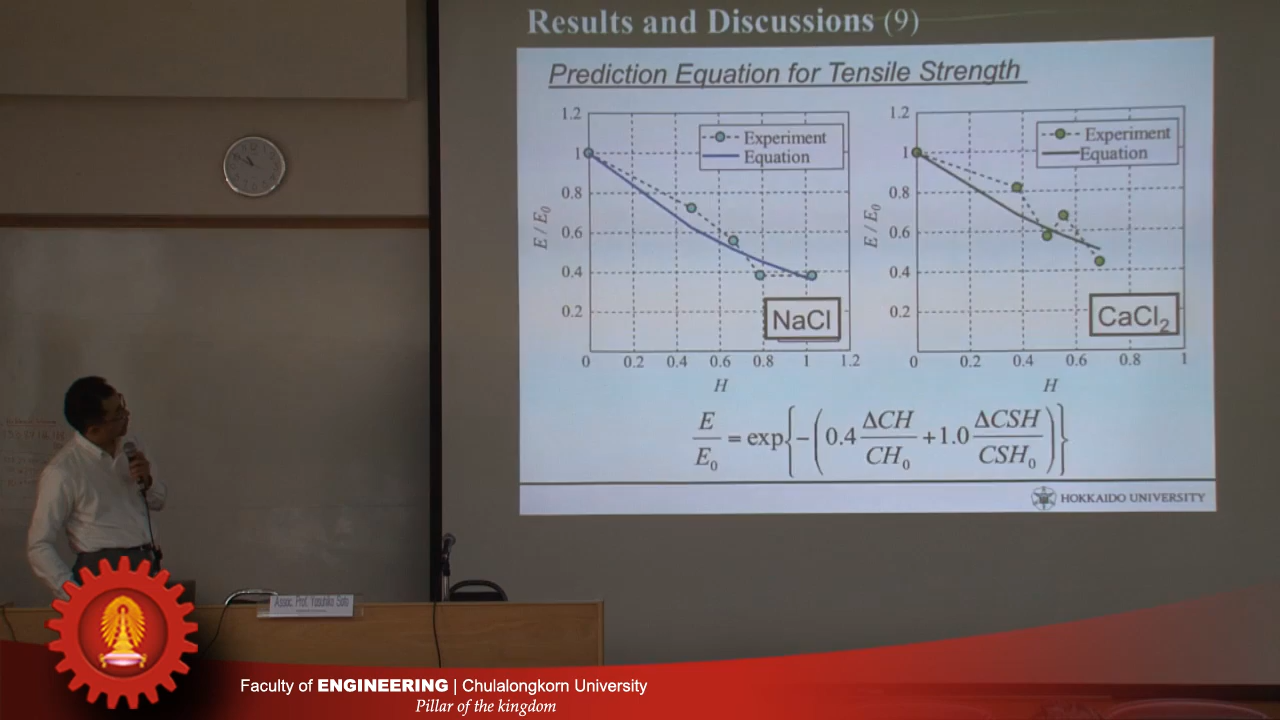 Results and Discussions (9)
Prediction Equation for Tensile Strength
1.2
1
0.8
0.6
0.4
0.2
E / E0
Experiment
Equation
NaCl
0 0.2 0.4 0.6 0.8 1 1.2
H
1.2
1
0.8
0.6
0.4
0.2
E / E0
Experiment
Equation
CaCl2
0 0.2 0.4 0.6 0.8 1
H
E/E0 = exp{-(0.4 ΔCH/CH0 + 1.0 ΔCSH/CSH0)}
HOKKAIDO UNIVERSITY
Assoc. Prof. Yasuhiko Sato
Faculty of ENGINEERING | Chulalongkorn University
Pillar of the kingdom